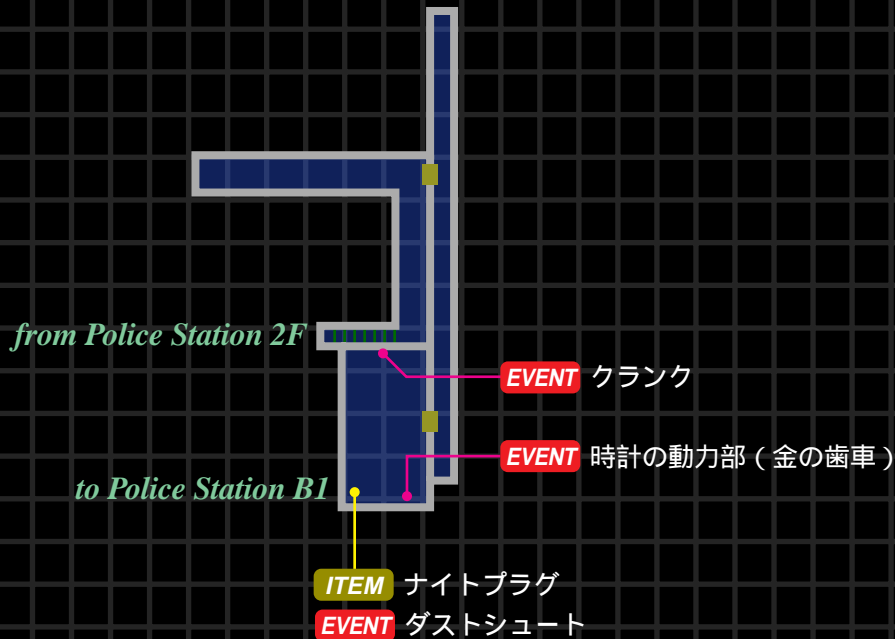 from Police Station 2F
EVENT クランク
EVENT 時計の動力部（金の歯車）
to Police Station B1
ITEM ナイトプラグ
EVENT ダストシュート